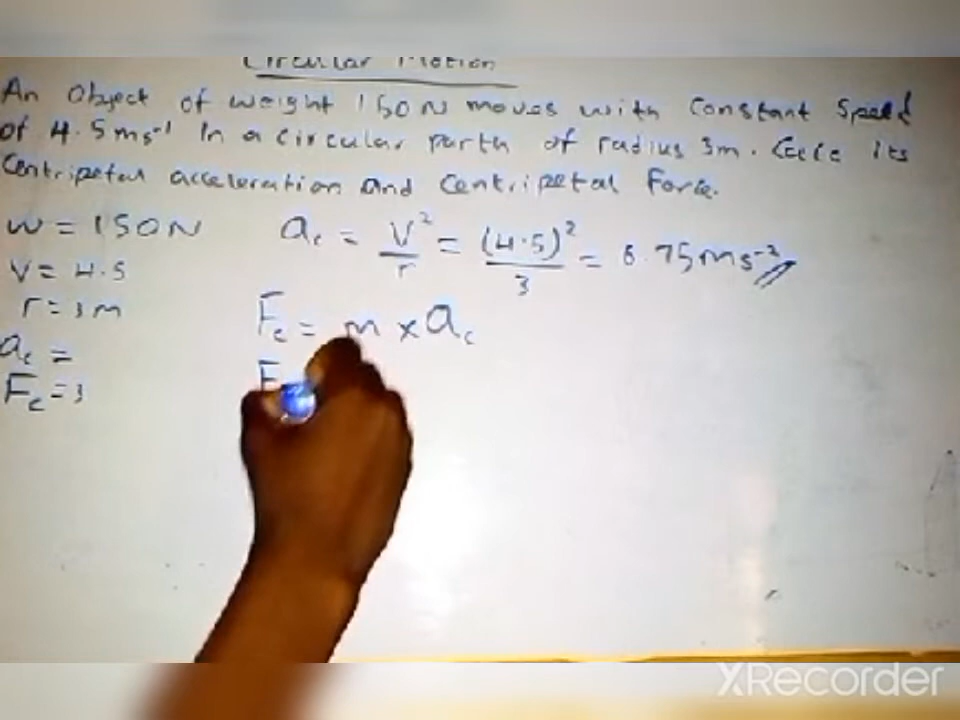 Circular Motion
An Object of weight 150N moves with Constant Speed
of 4.5ms⁻¹ In a circular parth of radius 3m. Calc its
Centripetal acceleration and Centripetal Force.
w = 150N
V = 4.5
r = 3m
ac =
Fc = 3
ac = V²/r = (4.5)²/3 = 6.75ms⁻²
Fc = m × ac
F
XRecorder